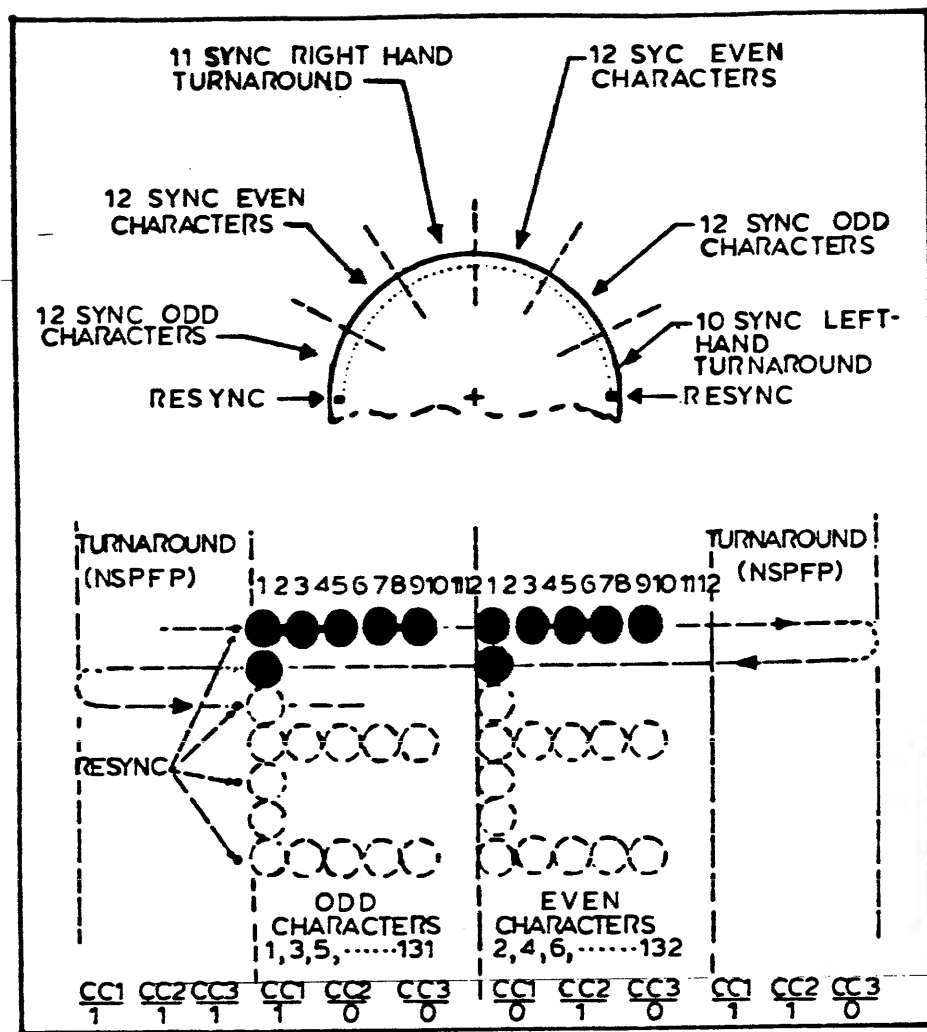 11 SYNC RIGHT HAND
TURNAROUND
12 SYC EVEN
CHARACTERS
12 SYNC EVEN
CHARACTERS
12 SYNC ODD
CHARACTERS
12 SYNC ODD
CHARACTERS
10 SYNC LEFT-
HAND
TURNAROUND
RESYNC
RESYNC
TURNAROUND
(NSPFP)
TURNAROUND
(NSPFP)
1 2 3 4 5 6 7 8 9 10 11 12
1 2 3 4 5 6 7 8 9 10 11 12
RESYNC
ODD
CHARACTERS
1,3,5,......131
EVEN
CHARACTERS
2,4,6,......132
CC1 CC2 CC3 CC1 CC2 CC3 CC1 CC2 CC3 CC1 CC2 CC3
1 1 1 1 0 0 0 1 0 1 1 0